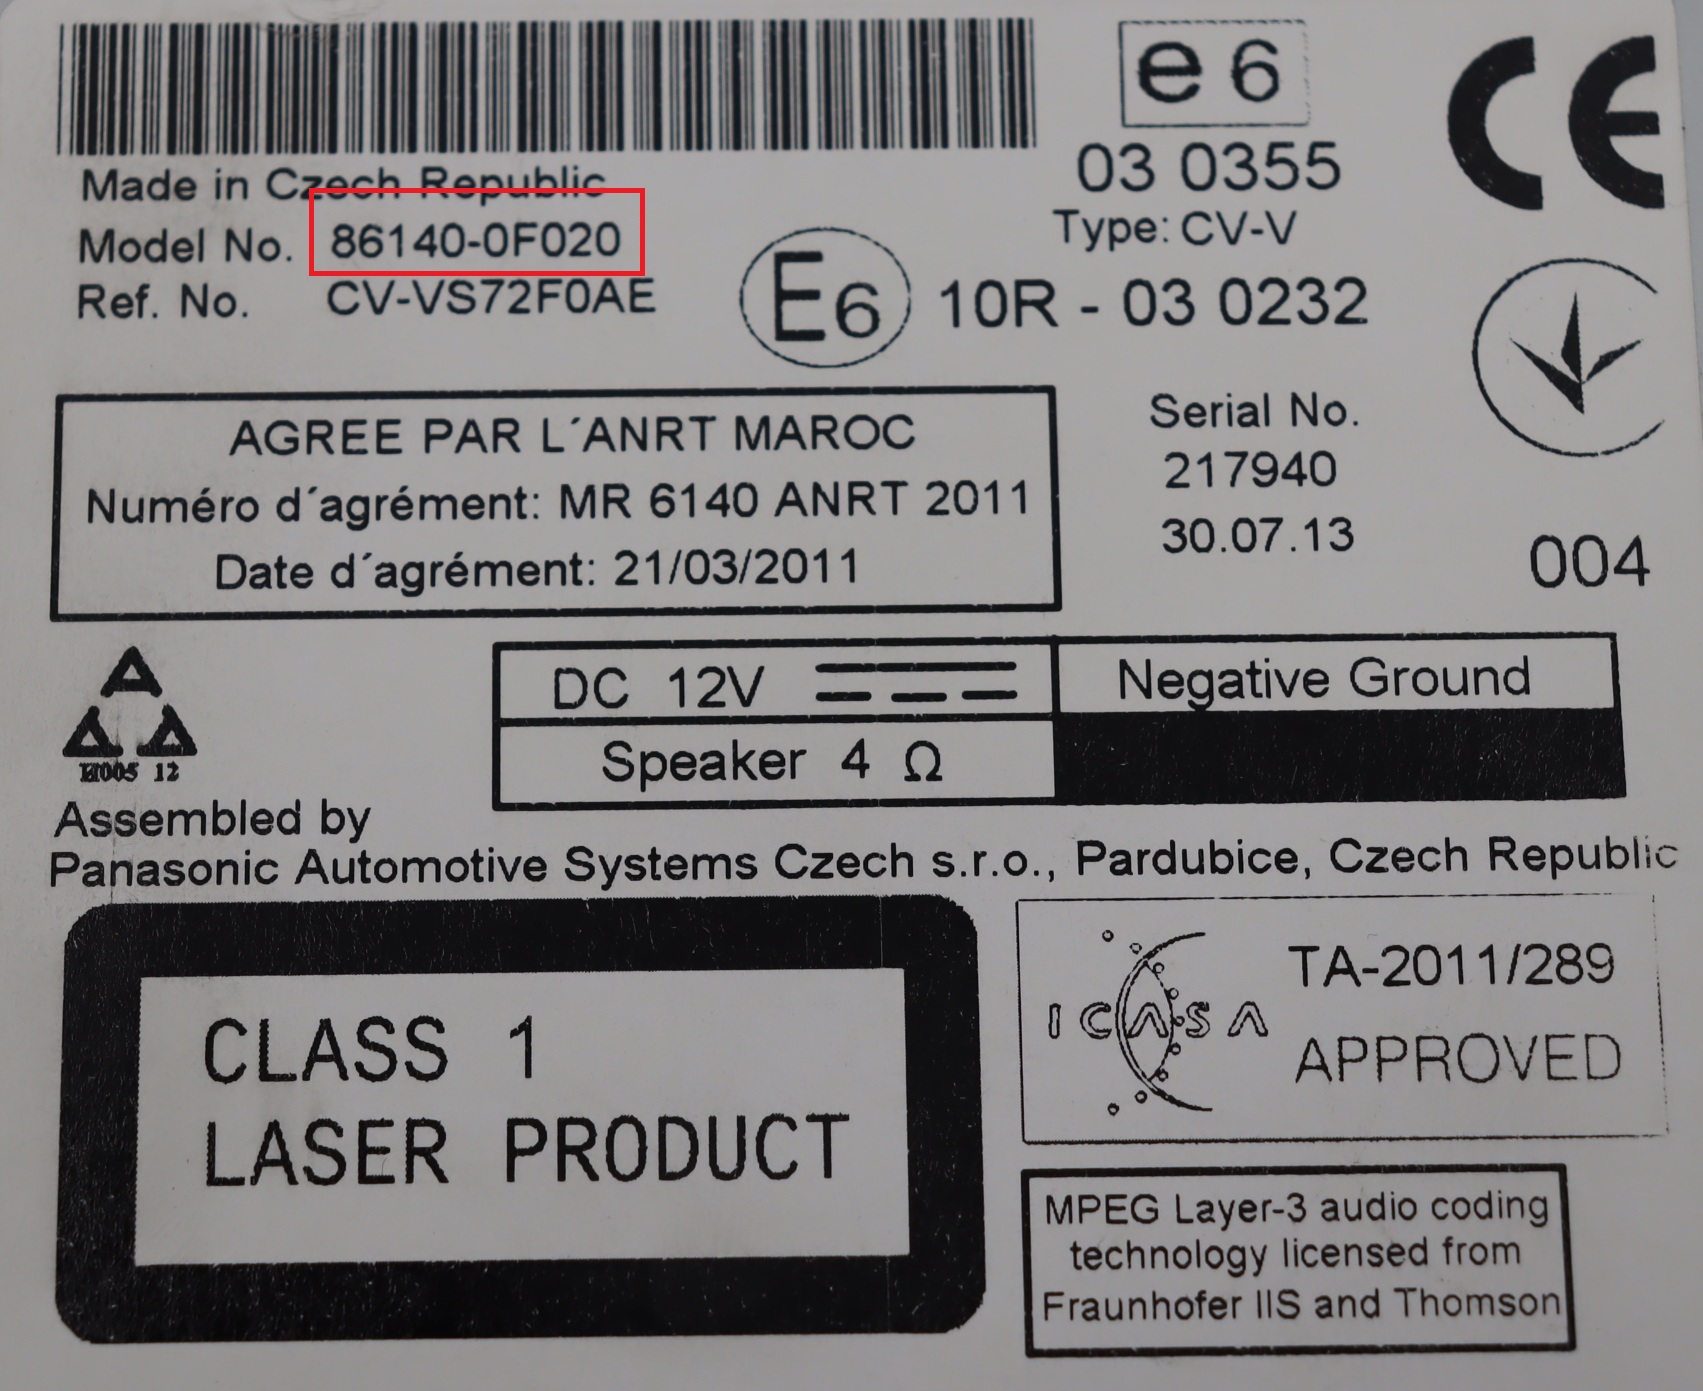 e 6
03 0355
Type: CV-V
CE
Made in Czech Republic
Model No. 86140-0F020
Ref. No. CV-VS72F0AE
E6 10R - 03 0232
AGREE PAR L´ANRT MAROC
Numéro d´agrément: MR 6140 ANRT 2011
Date d´agrément: 21/03/2011
Serial No.
217940
30.07.13
004
DC 12V
Negative Ground
Speaker 4 Ω
12
Assembled by
Panasonic Automotive Systems Czech s.r.o., Pardubice, Czech Republic
CLASS 1
LASER PRODUCT
ICASA
TA-2011/289
APPROVED
MPEG Layer-3 audio coding
technology licensed from
Fraunhofer IIS and Thomson